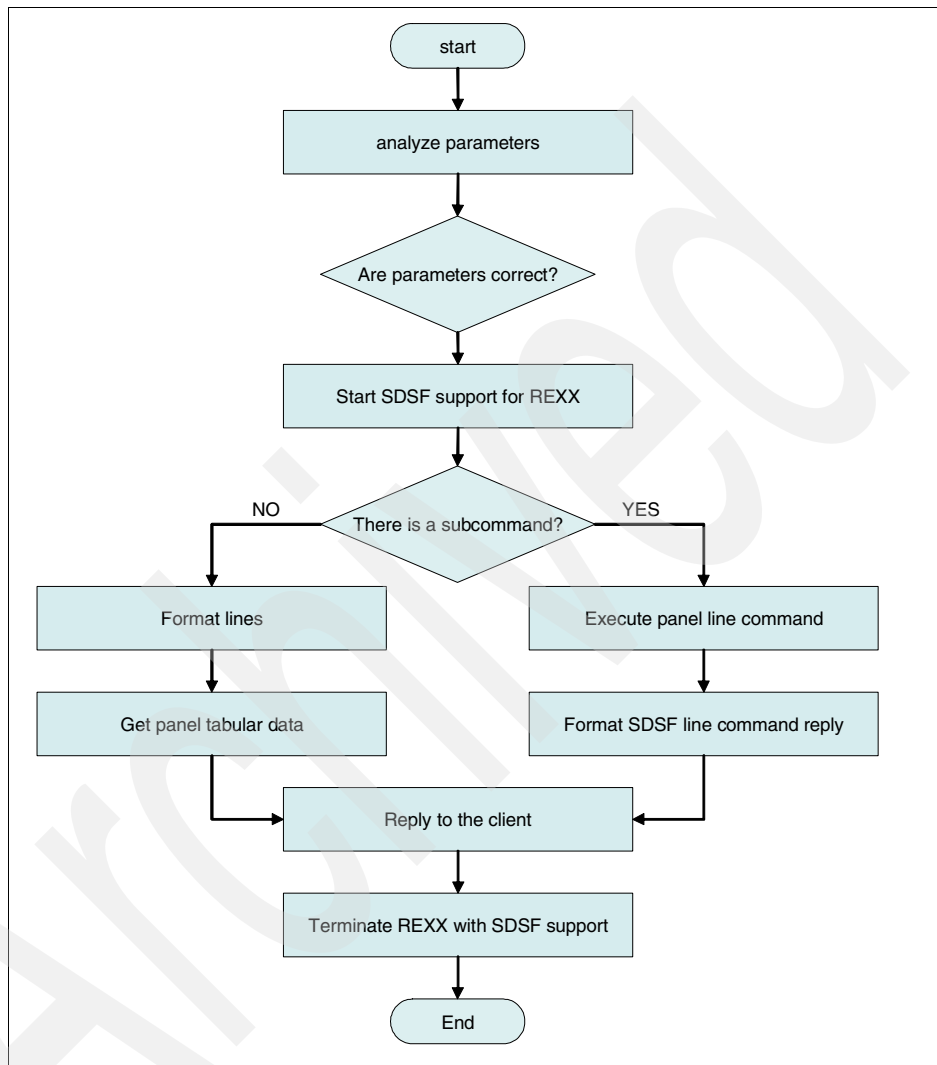 start
analyze parameters
Are parameters correct?
Start SDSF support for REXX
There is a subcommand?
NO
YES
Format lines
Execute panel line command
Get panel tabular data
Format SDSF line command reply
Reply to the client
Terminate REXX with SDSF support
End
Archived